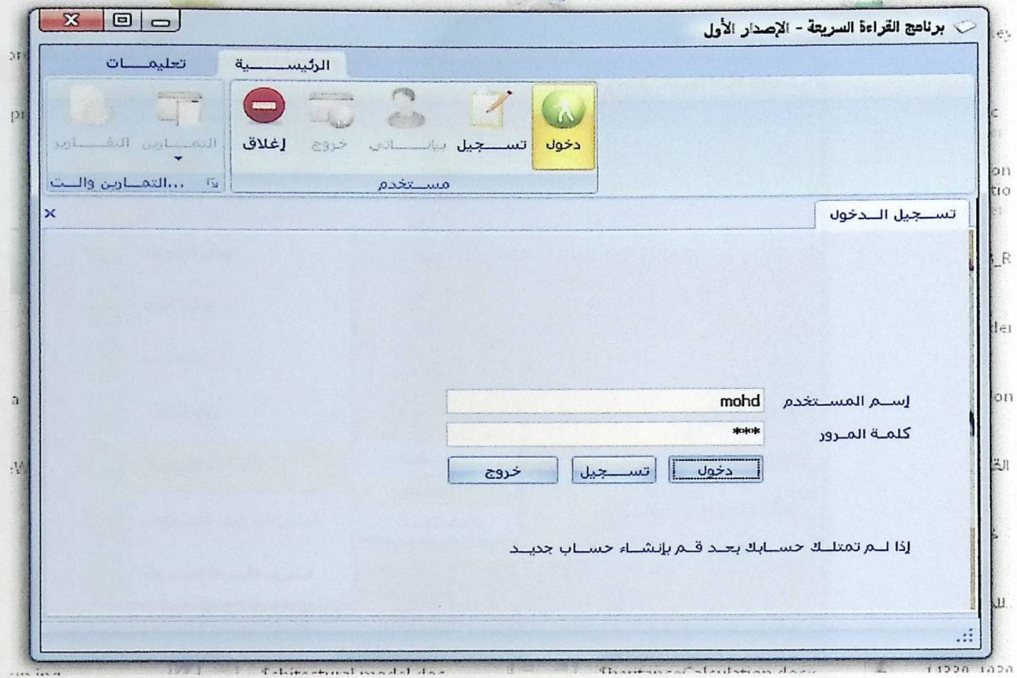 برنامج القراءة السريعة - الإصدار الأول
الرئيسية
تعليمات
دخول
تسجيل
بياناتي
خروج
إغلاق
التمارين
التقارير
مستخدم
التمارين والت...
تسجيل الدخول
إسم المستخدم
mohd
كلمة المرور
***
دخول
تسجيل
خروج
إذا لم تمتلك حسابك بعد قم بإنشاء حساب جديد